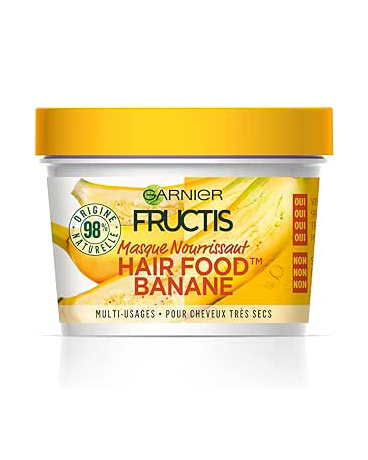 GARNIER
FRUCTIS
ORIGINE
98%
NATURELLE
Masque Nourrissant
HAIR FOOD™
BANANE
MULTI-USAGES • POUR CHEVEUX TRÈS SECS
OUI
OUI
OUI
OUI
NON
NON
NON